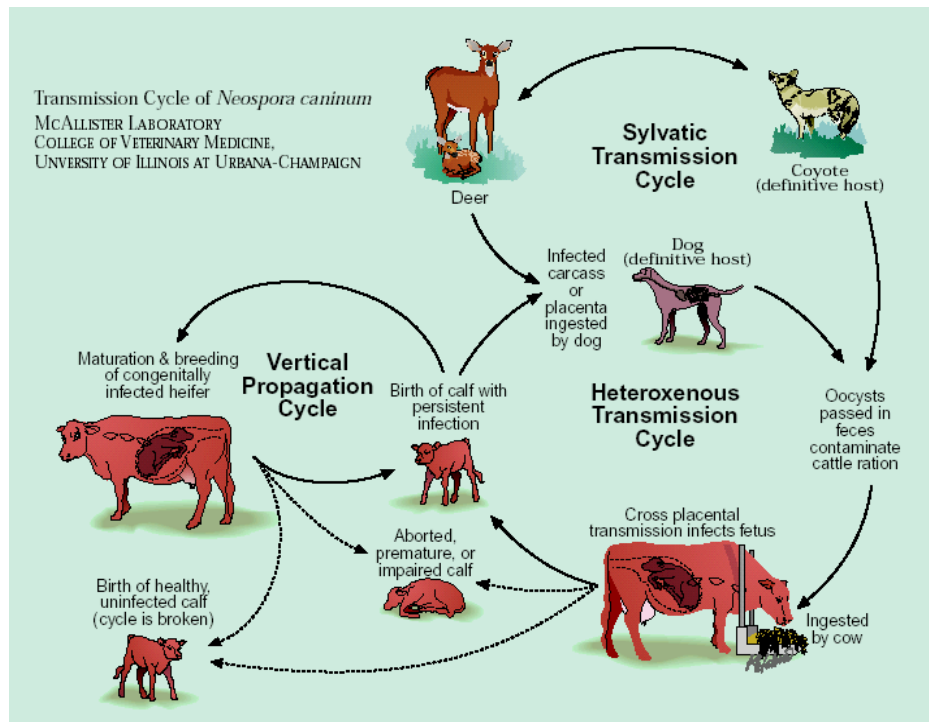 Transmission Cycle of Neospora caninum
MCALLISTER LABORATORY
COLLEGE OF VETERINARY MEDICINE,
UNVERSITY OF ILLINOIS AT URBANA-CHAMPAIGN
Deer
Sylvatic
Transmission
Cycle
Coyote
(definitive host)
Infected
carcass
or
placenta
ingested
by dog
Dog
(definitive host)
Maturation & breeding
of congenitally
infected heifer
Vertical
Propagation
Cycle
Birth of calf with
persistent
infection
Heteroxenous
Transmission
Cycle
Oocysts
passed in
feces
contaminate
cattle ration
Cross placental
transmission infects fetus
Aborted,
premature, or
impaired calf
Birth of healthy,
uninfected calf
(cycle is broken)
Ingested
by cow